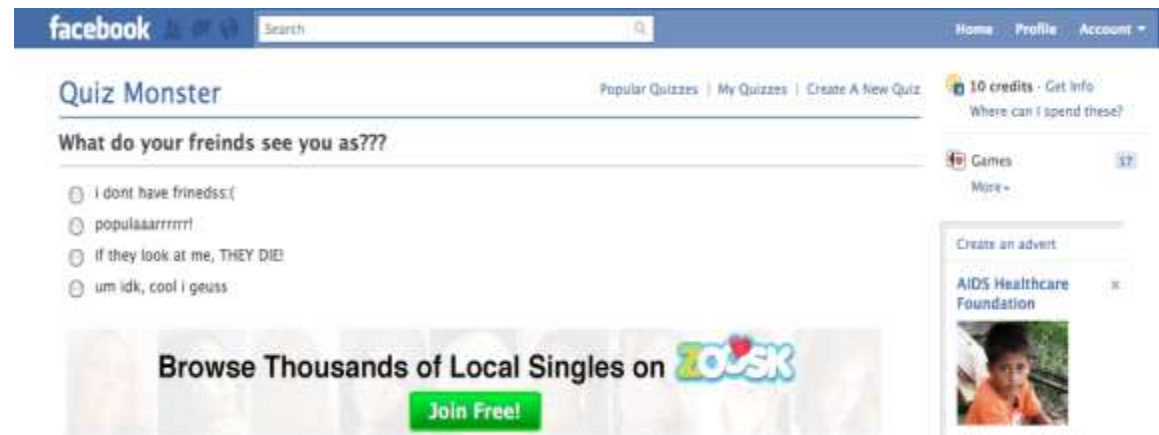 facebook
Search
Home Profile Account
Quiz Monster
Popular Quizzes | My Quizzes | Create A New Quiz
10 credits - Get Info
Where can I spend these?
What do your freinds see you as???
Games 17
More
i dont have frinedss:(
populaaarrrrrr!
If they look at me, THEY DIE!
um idk, cool i geuss
Create an advert
AIDS Healthcare
Foundation
x
Browse Thousands of Local Singles on ZOOSK
Join Free!